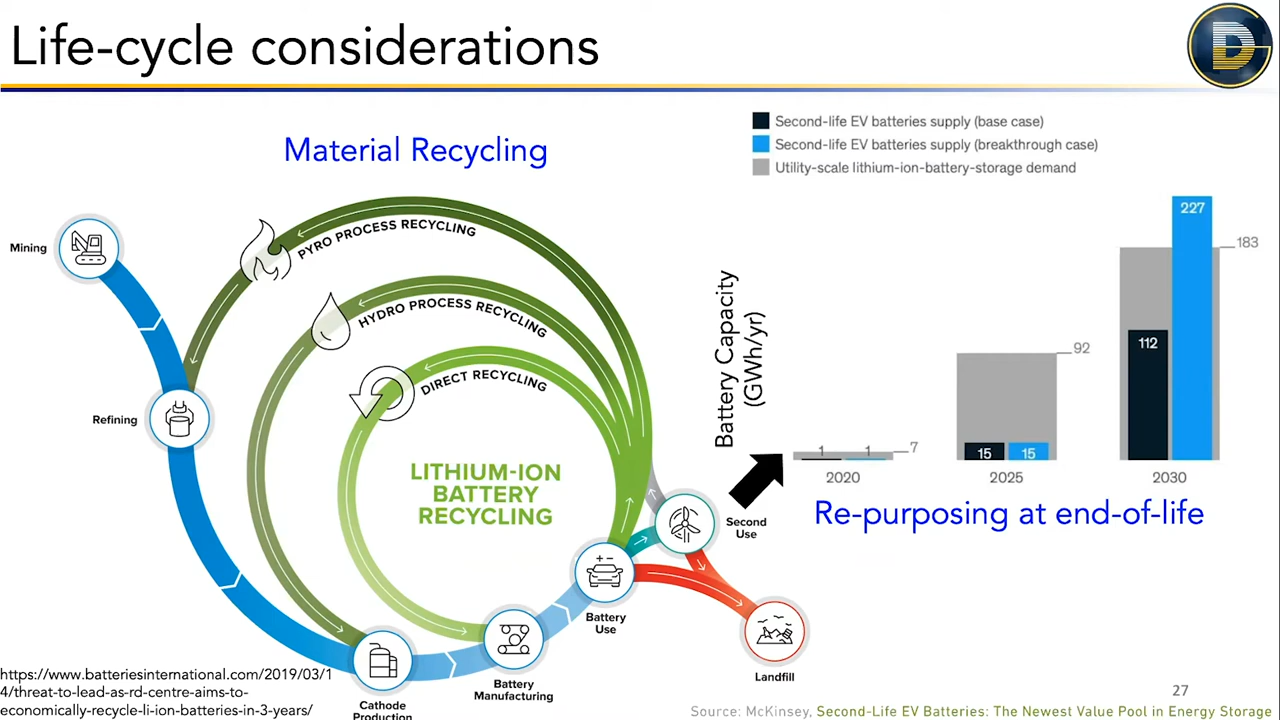 Life-cycle considerations
Material Recycling
Second-life EV batteries supply (base case)
Second-life EV batteries supply (breakthrough case)
Utility-scale lithium-ion-battery-storage demand
Mining
PYRO PROCESS RECYCLING
HYDRO PROCESS RECYCLING
DIRECT RECYCLING
Refining
LITHIUM-ION
BATTERY
RECYCLING
Second
Use
Battery
Use
Landfill
Battery
Manufacturing
Cathode
Production
Battery Capacity
(GWh/yr)
1
1
7
15
15
92
112
227
183
2020
2025
2030
Re-purposing at end-of-life
https://www.batteriesinternational.com/2019/03/1
4/threat-to-lead-as-rd-centre-aims-to-
economically-recycle-li-ion-batteries-in-3-years/
27
Source: McKinsey, Second-Life EV Batteries: The Newest Value Pool in Energy Storage